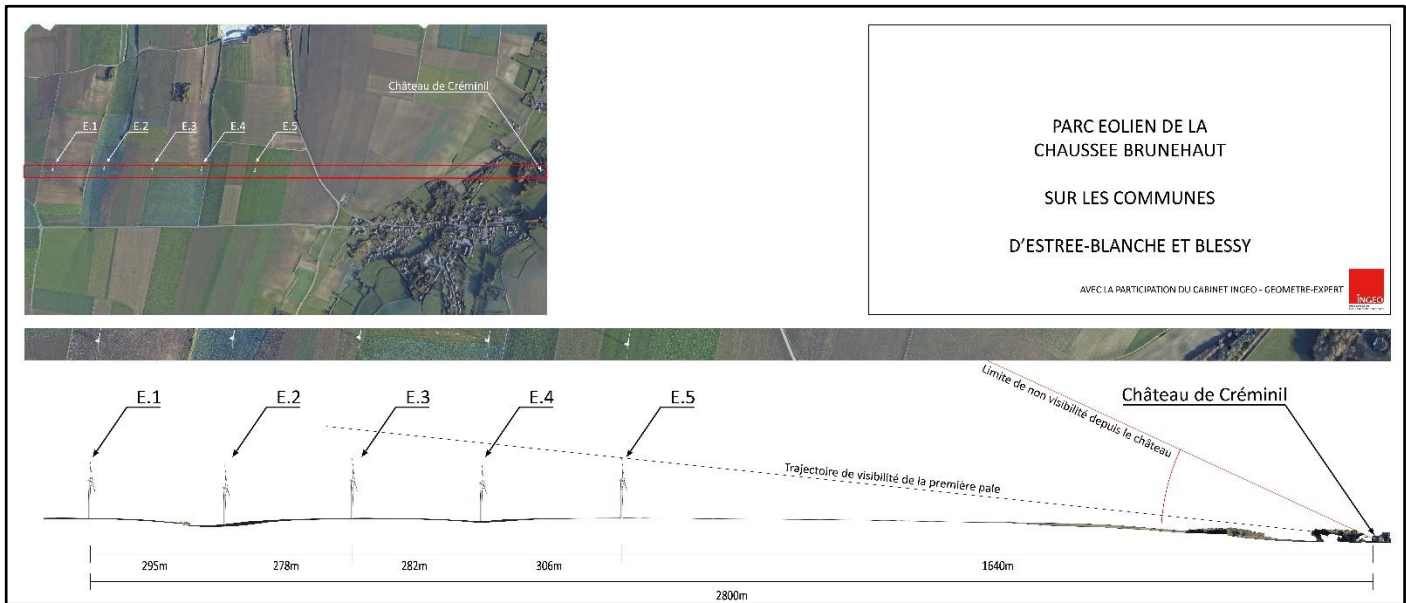 Château de Créminil
E.1
E.2
E.3
E.4
E.5
PARC EOLIEN DE LA
CHAUSSEE BRUNEHAUT
SUR LES COMMUNES
D'ESTREE-BLANCHE ET BLESSY
AVEC LA PARTICIPATION DU CABINET INGEO - GEOMETRE-EXPERT
INGEO
E.1
E.2
E.3
E.4
E.5
Limite de non visibilité depuis le château
Château de Créminil
Trajectoire de visibilité de la première pale
295m
278m
282m
306m
1640m
2800m